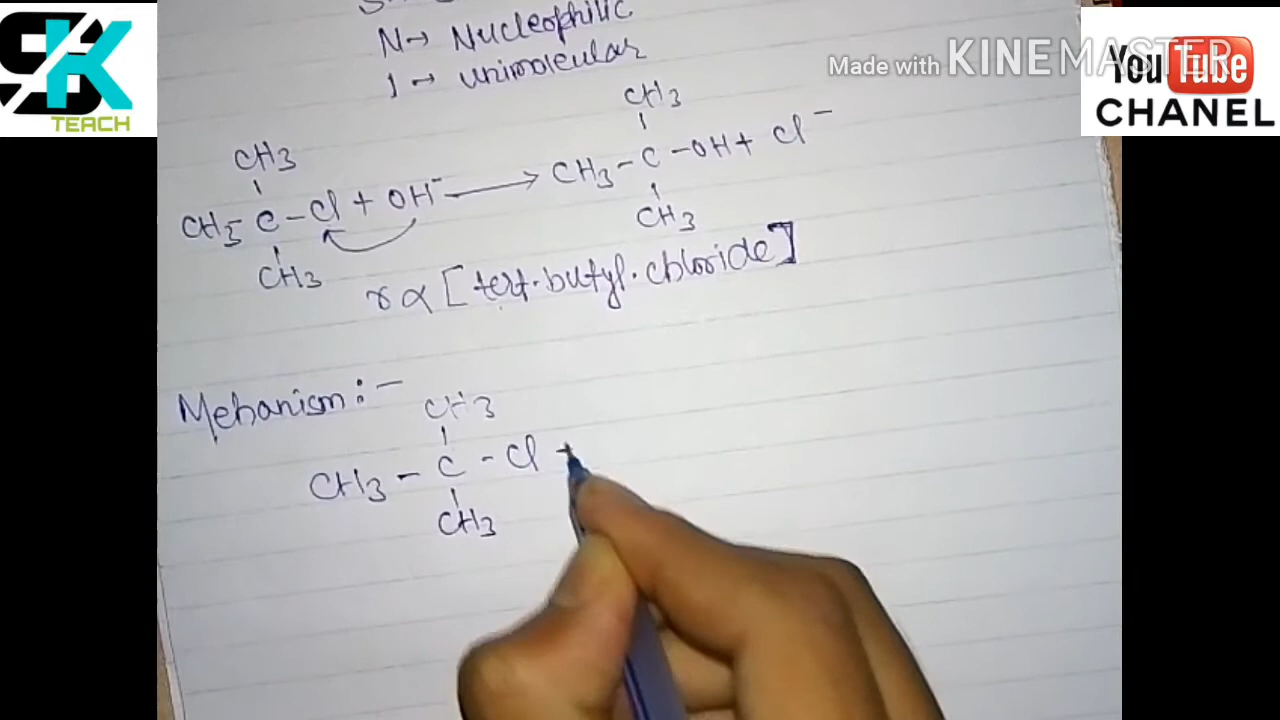 SK
TEACH
N→ Nucleophilic
1 → unimolecular
Made with KINEMASTER
YouTube
CHANEL
CH3
CH3
CH3 - C - Cl + OH⁻ → CH3 - C - OH + Cl⁻
CH3
CH3
r α [tert.butyl.chloride]
Mehanism:-
CH3
CH3 - C - Cl
CH3